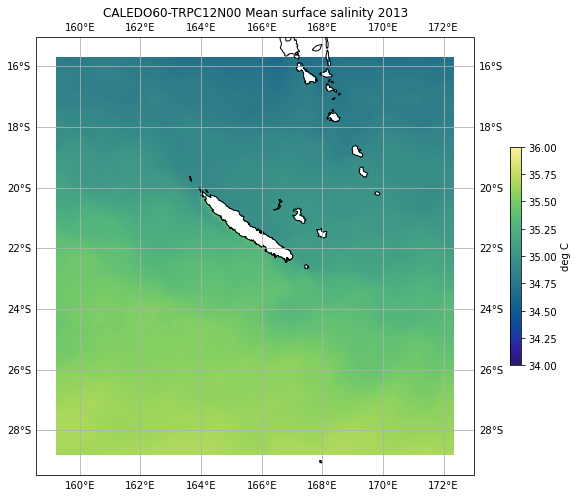 CALEDO60-TRPC12N00 Mean surface salinity 2013
160°E 162°E 164°E 166°E 168°E 170°E 172°E
16°S 16°S
18°S 18°S
20°S 20°S
22°S 22°S
24°S 24°S
26°S 26°S
28°S 28°S
160°E 162°E 164°E 166°E 168°E 170°E 172°E
36.00
35.75
35.50
35.25
35.00
34.75
34.50
34.25
34.00
deg C